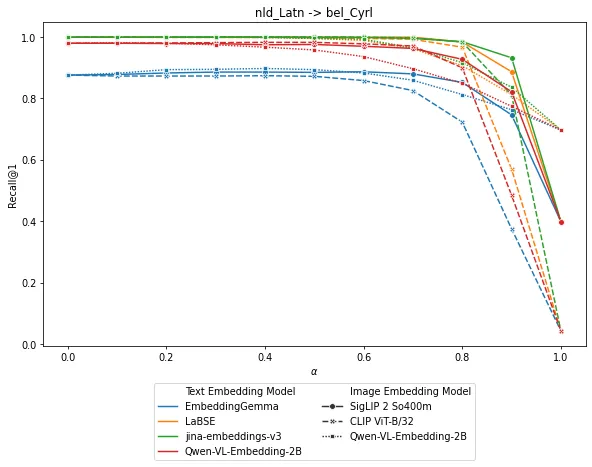 nld_Latn -> bel_Cyrl
Recall@1
1.0
0.8
0.6
0.4
0.2
0.0
0.0 0.2 0.4 0.6 0.8 1.0
α
Text Embedding Model
EmbeddingGemma
LaBSE
jina-embeddings-v3
Qwen-VL-Embedding-2B
Image Embedding Model
SigLIP 2 So400m
CLIP ViT-B/32
Qwen-VL-Embedding-2B